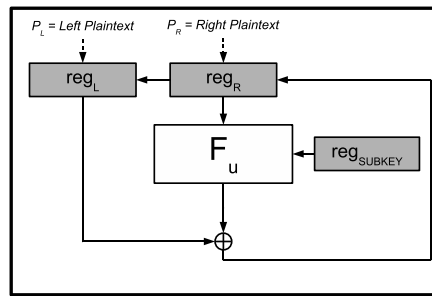 P_L = Left Plaintext P_R = Right Plaintext
reg_L reg_R
F_u reg_SUBKEY